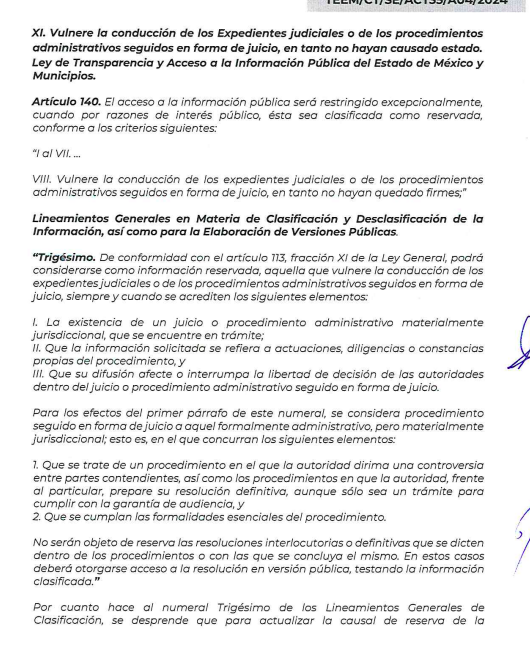 TEEM/CT/SE/ACT55/A04/2024
XI. Vulnere la conducción de los Expedientes judiciales o de los procedimientos
administrativos seguidos en forma de juicio, en tanto no hayan causado estado.
Ley de Transparencia y Acceso a la Información Pública del Estado de México y
Municipios.
Artículo 140. El acceso a la información pública será restringido excepcionalmente,
cuando por razones de interés público, ésta sea clasificada como reservada,
conforme a los criterios siguientes:
"I al VII. ...
VIII. Vulnere la conducción de los expedientes judiciales o de los procedimientos
administrativos seguidos en forma de juicio, en tanto no hayan quedado firmes;"
Lineamientos Generales en Materia de Clasificación y Desclasificación de la
Información, así como para la Elaboración de Versiones Públicas.
"Trigésimo. De conformidad con el artículo 113, fracción XI de la Ley General, podrá
considerarse como información reservada, aquella que vulnere la conducción de los
expedientes judiciales o de los procedimientos administrativos seguidos en forma de
juicio, siempre y cuando se acrediten los siguientes elementos:
I. La existencia de un juicio o procedimiento administrativo materialmente
jurisdiccional, que se encuentre en trámite;
II. Que la información solicitada se refiera a actuaciones, diligencias o constancias
propias del procedimiento, y
III. Que su difusión afecte o interrumpa la libertad de decisión de las autoridades
dentro del juicio o procedimiento administrativo seguido en forma de juicio.
Para los efectos del primer párrafo de este numeral, se considera procedimiento
seguido en forma de juicio a aquel formalmente administrativo, pero materialmente
jurisdiccional; esto es, en el que concurran los siguientes elementos:
1. Que se trate de un procedimiento en el que la autoridad dirima una controversia
entre partes contendientes, así como los procedimientos en que la autoridad, frente
al particular, prepare su resolución definitiva, aunque sólo sea un trámite para
cumplir con la garantía de audiencia, y
2. Que se cumplan las formalidades esenciales del procedimiento.
No serán objeto de reserva las resoluciones interlocutorias o definitivas que se dicten
dentro de los procedimientos o con las que se concluya el mismo. En estos casos
deberá otorgarse acceso a la resolución en versión pública, testando la información
clasificada."
Por cuanto hace al numeral Trigésimo de los Lineamientos Generales de
Clasificación, se desprende que para actualizar la causal de reserva de la